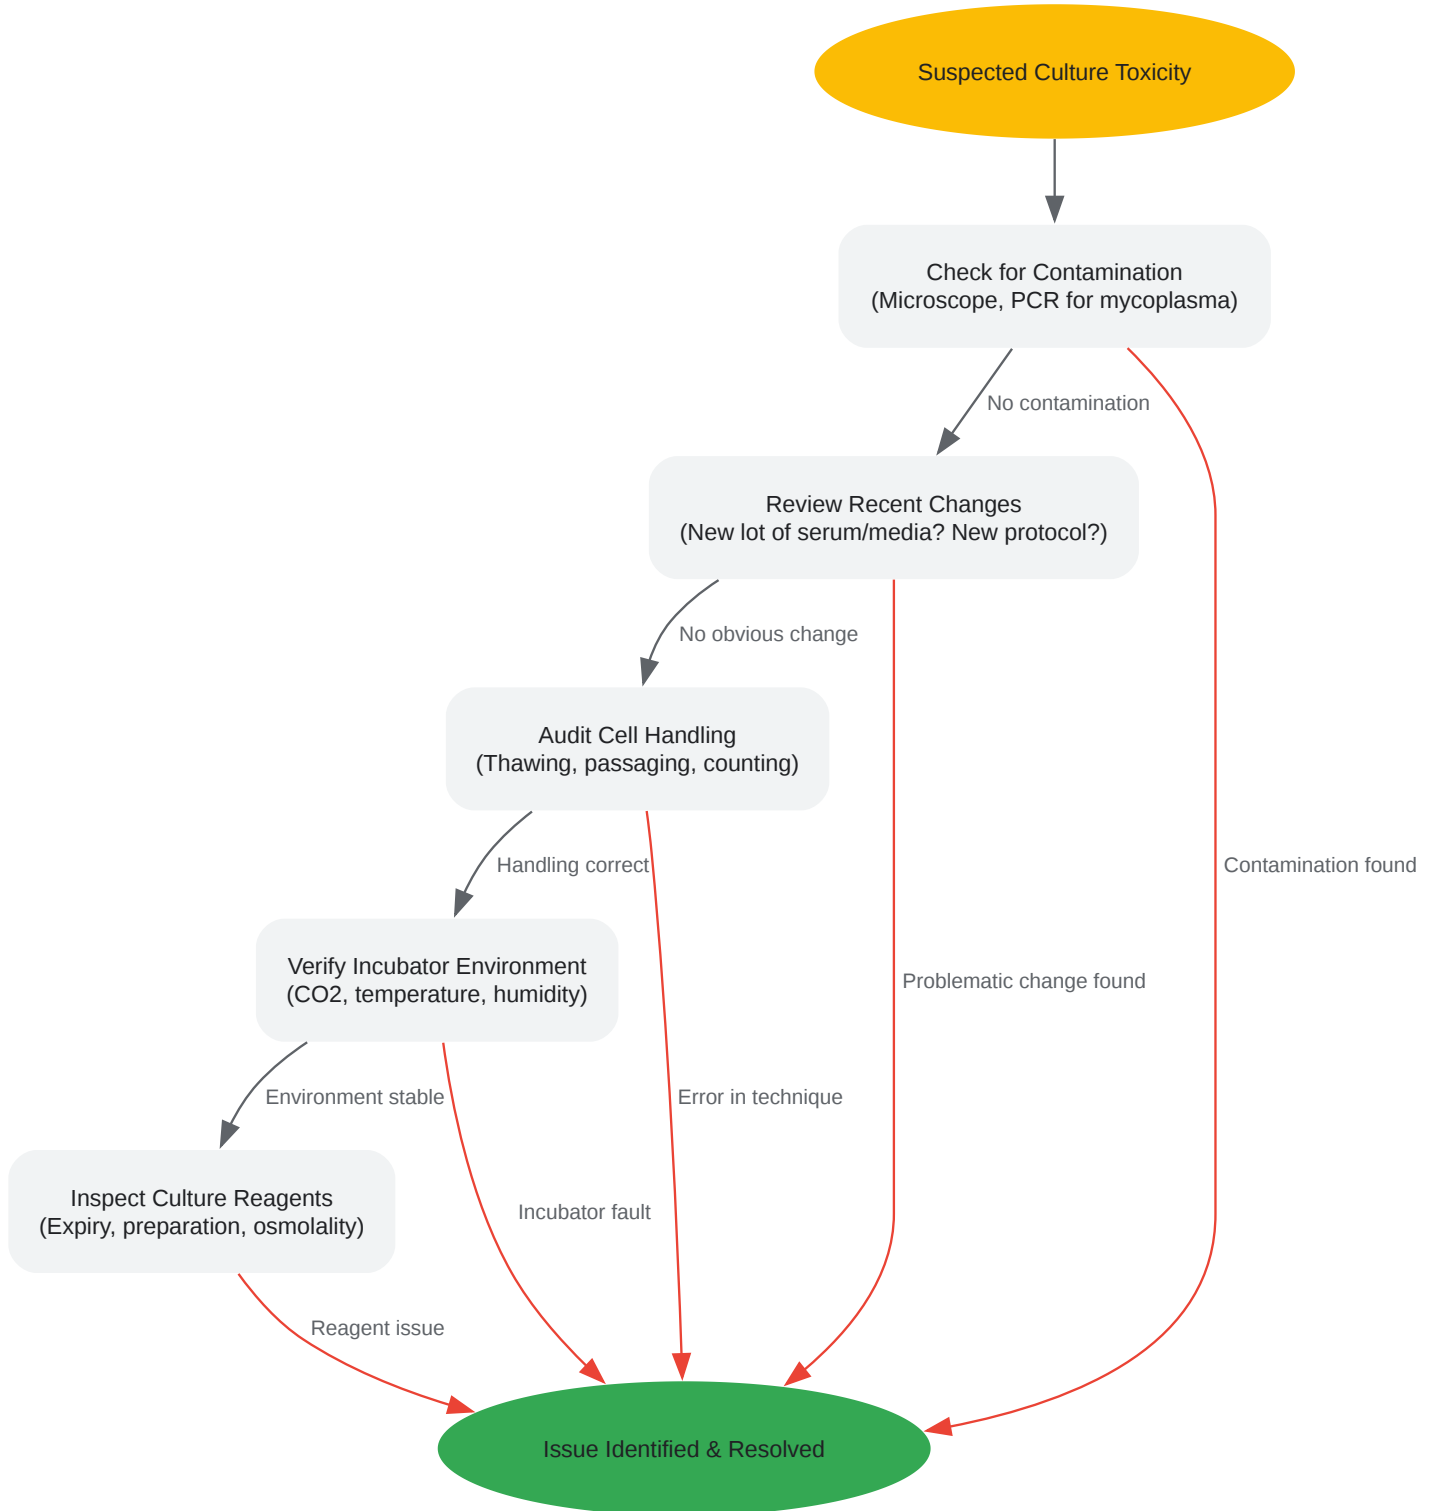 Suspected Culture Toxicity
Check for Contamination
(Microscope, PCR for mycoplasma)
No contamination
Review Recent Changes
(New lot of serum/media? New protocol?)
No obvious change
Audit Cell Handling
(Thawing, passaging, counting)
Handling correct
Contamination found
Verify Incubator Environment
(CO2, temperature, humidity)
Problematic change found
Environment stable
Error in technique
Inspect Culture Reagents
(Expiry, preparation, osmolality)
Incubator fault
Reagent issue
Issue Identified & Resolved